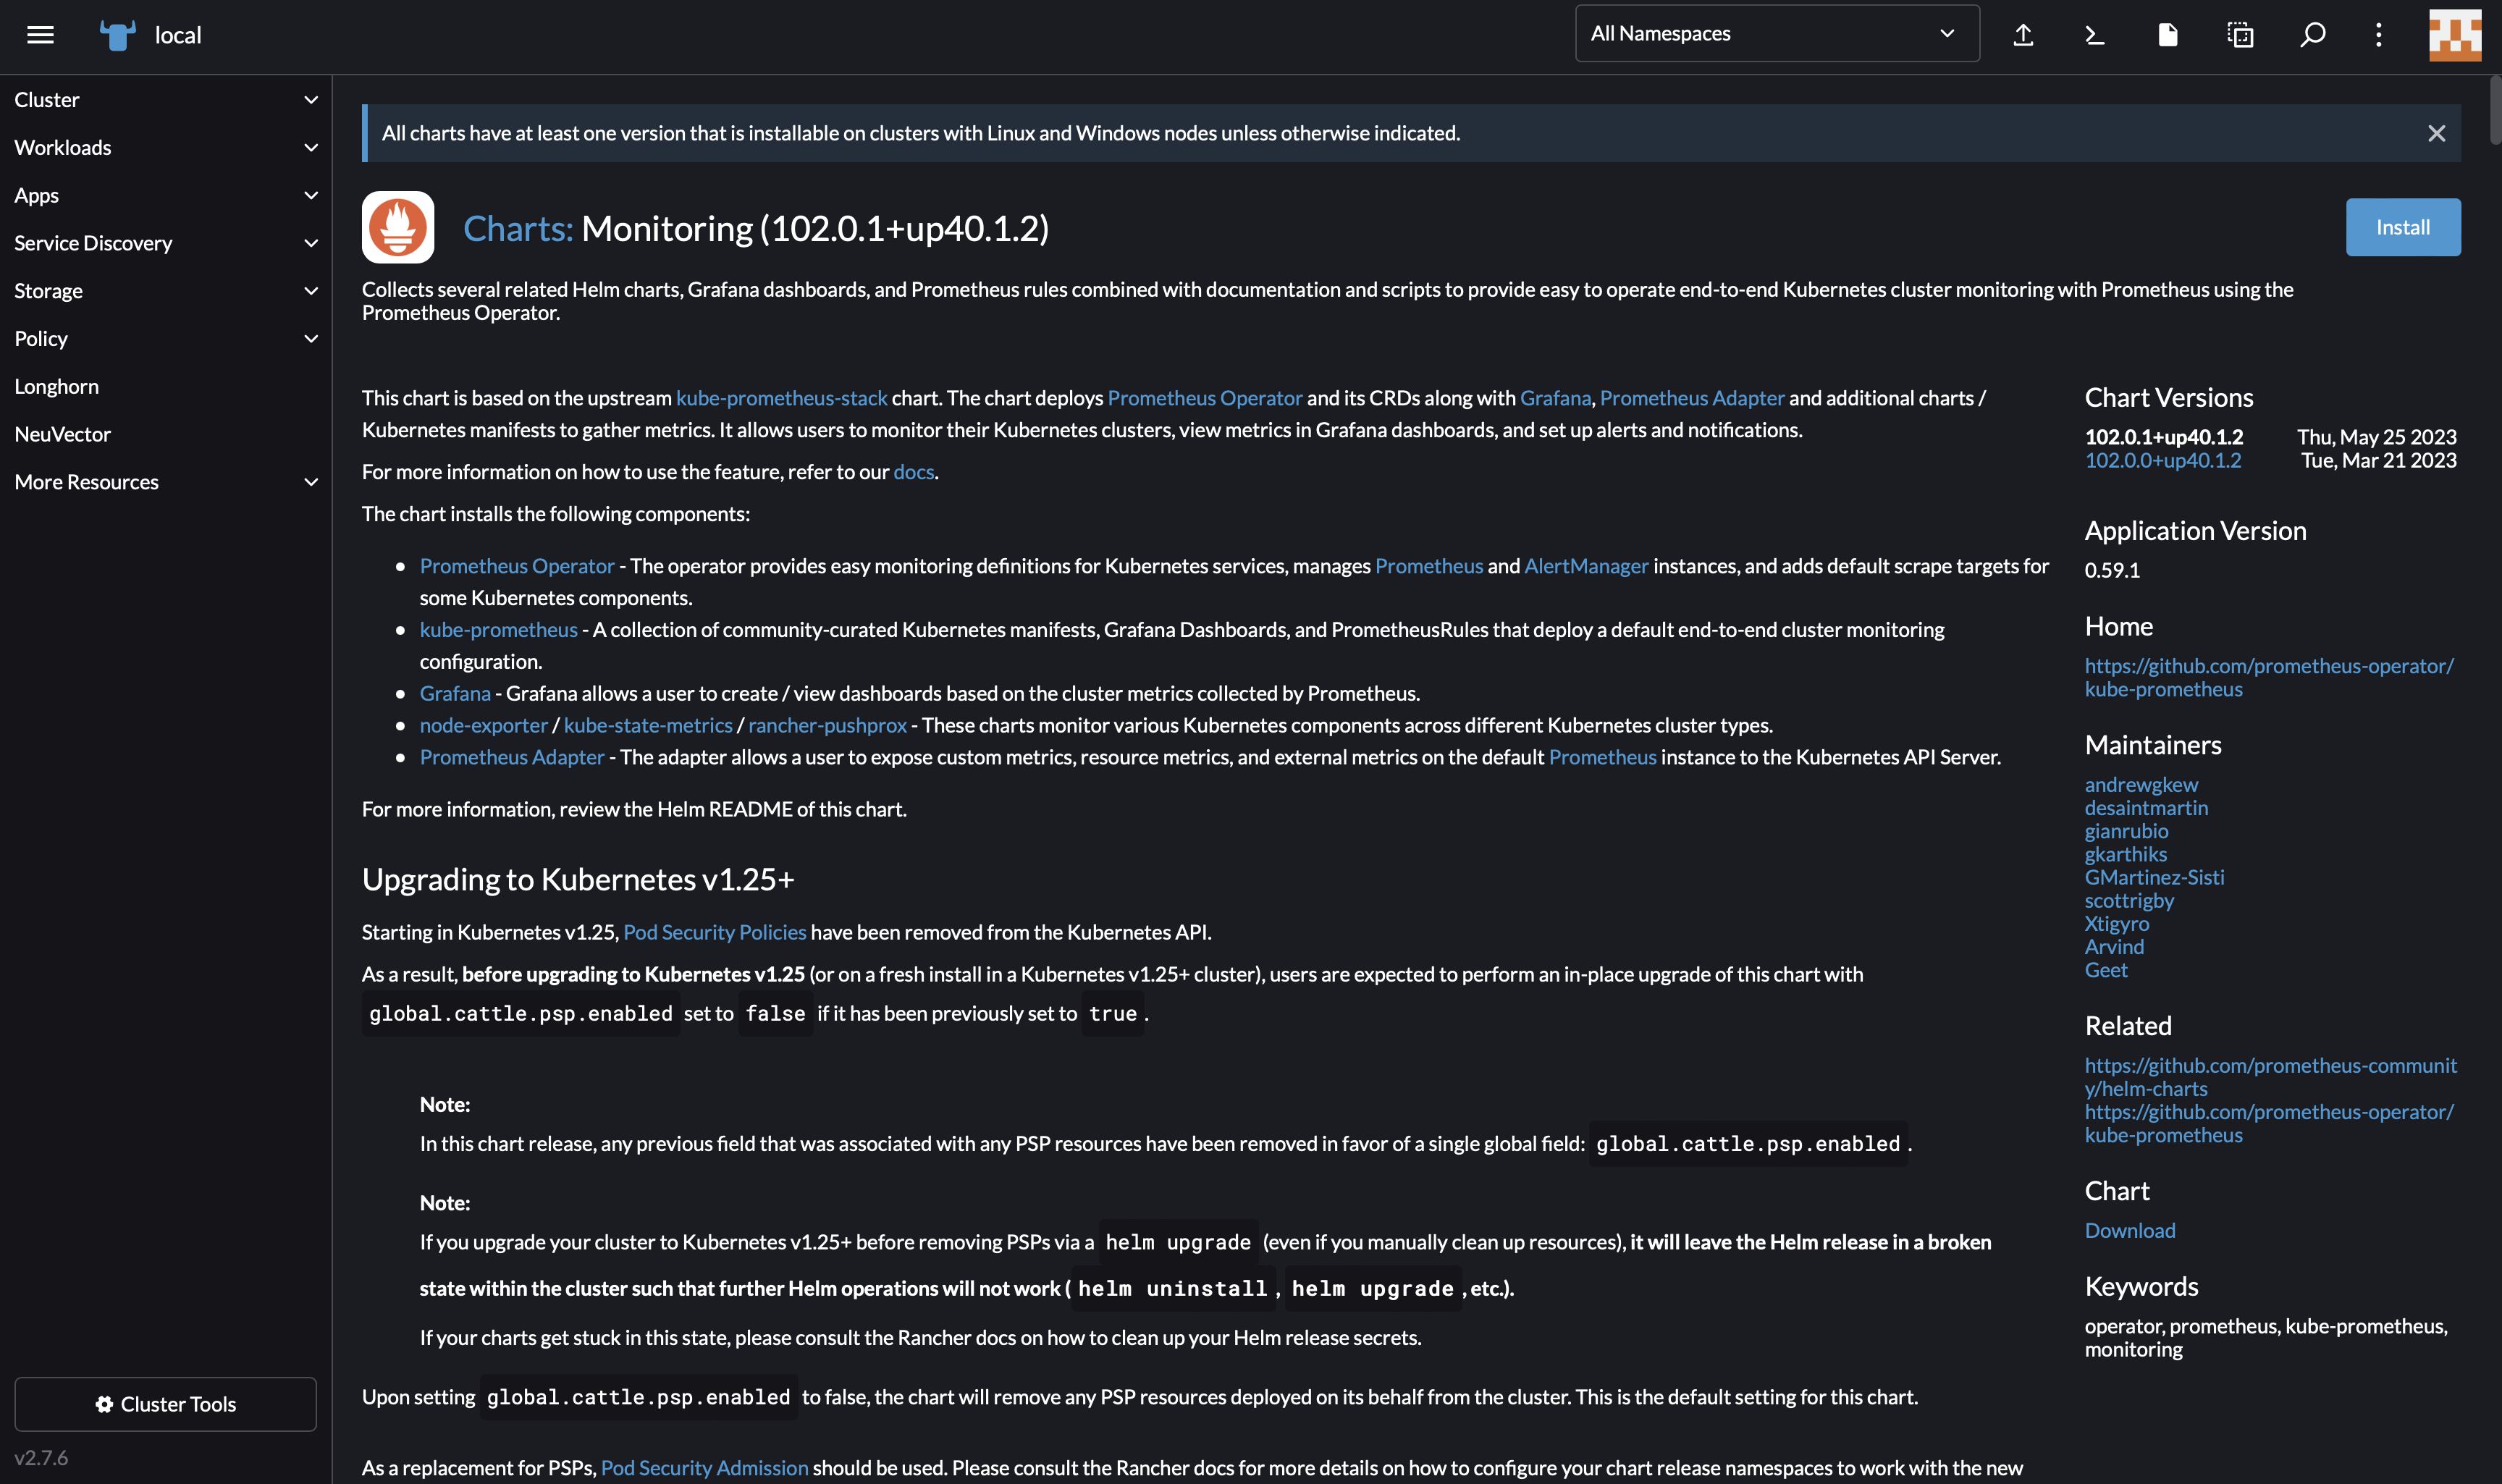 local
All Namespaces
Cluster
Workloads
Apps
Service Discovery
Storage
Policy
Longhorn
NeuVector
More Resources
Cluster Tools
v2.7.6
All charts have at least one version that is installable on clusters with Linux and Windows nodes unless otherwise indicated.
Charts: Monitoring (102.0.1+up40.1.2)
Install
Collects several related Helm charts, Grafana dashboards, and Prometheus rules combined with documentation and scripts to provide easy to operate end-to-end Kubernetes cluster monitoring with Prometheus using the
Prometheus Operator.
This chart is based on the upstream kube-prometheus-stack chart. The chart deploys Prometheus Operator and its CRDs along with Grafana, Prometheus Adapter and additional charts /
Kubernetes manifests to gather metrics. It allows users to monitor their Kubernetes clusters, view metrics in Grafana dashboards, and set up alerts and notifications.
For more information on how to use the feature, refer to our docs.
The chart installs the following components:
• Prometheus Operator - The operator provides easy monitoring definitions for Kubernetes services, manages Prometheus and AlertManager instances, and adds default scrape targets for
some Kubernetes components.
• kube-prometheus - A collection of community-curated Kubernetes manifests, Grafana Dashboards, and PrometheusRules that deploy a default end-to-end cluster monitoring
configuration.
• Grafana - Grafana allows a user to create / view dashboards based on the cluster metrics collected by Prometheus.
• node-exporter / kube-state-metrics / rancher-pushprox - These charts monitor various Kubernetes components across different Kubernetes cluster types.
• Prometheus Adapter - The adapter allows a user to expose custom metrics, resource metrics, and external metrics on the default Prometheus instance to the Kubernetes API Server.
For more information, review the Helm README of this chart.
Upgrading to Kubernetes v1.25+
Starting in Kubernetes v1.25, Pod Security Policies have been removed from the Kubernetes API.
As a result, before upgrading to Kubernetes v1.25 (or on a fresh install in a Kubernetes v1.25+ cluster), users are expected to perform an in-place upgrade of this chart with
global.cattle.psp.enabled set to false if it has been previously set to true .
Note:
In this chart release, any previous field that was associated with any PSP resources have been removed in favor of a single global field: global.cattle.psp.enabled .
Note:
If you upgrade your cluster to Kubernetes v1.25+ before removing PSPs via a helm upgrade (even if you manually clean up resources), it will leave the Helm release in a broken
state within the cluster such that further Helm operations will not work ( helm uninstall , helm upgrade , etc.).
If your charts get stuck in this state, please consult the Rancher docs on how to clean up your Helm release secrets.
Upon setting global.cattle.psp.enabled to false, the chart will remove any PSP resources deployed on its behalf from the cluster. This is the default setting for this chart.
As a replacement for PSPs, Pod Security Admission should be used. Please consult the Rancher docs for more details on how to configure your chart release namespaces to work with the new
Chart Versions
102.0.1+up40.1.2 Thu, May 25 2023
102.0.0+up40.1.2 Tue, Mar 21 2023
Application Version
0.59.1
Home
https://github.com/prometheus-operator/
kube-prometheus
Maintainers
andrewgkew
desaintmartin
gianrubio
gkarthiks
GMartinez-Sisti
scottrigby
Xtigyro
Arvind
Geet
Related
https://github.com/prometheus-communit
y/helm-charts
https://github.com/prometheus-operator/
kube-prometheus
Chart
Download
Keywords
operator, prometheus, kube-prometheus,
monitoring